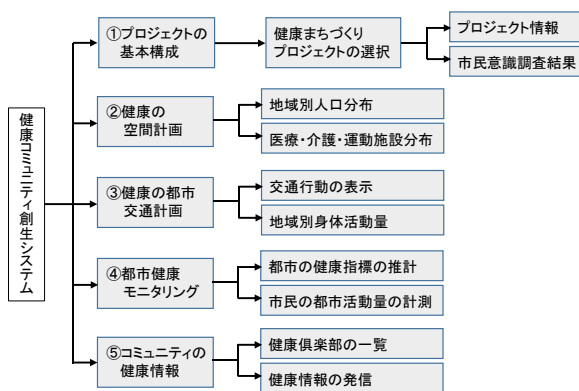 健康コミュニティ創生システム
①プロジェクトの
基本構成
健康まちづくり
プロジェクトの選択
プロジェクト情報
市民意識調査結果
②健康の
空間計画
地域別人口分布
医療・介護・運動施設分布
③健康の都市
交通計画
交通行動の表示
地域別身体活動量
④都市健康
モニタリング
都市の健康指標の推計
市民の都市活動量の計測
⑤コミュニティの
健康情報
健康倶楽部の一覧
健康情報の発信